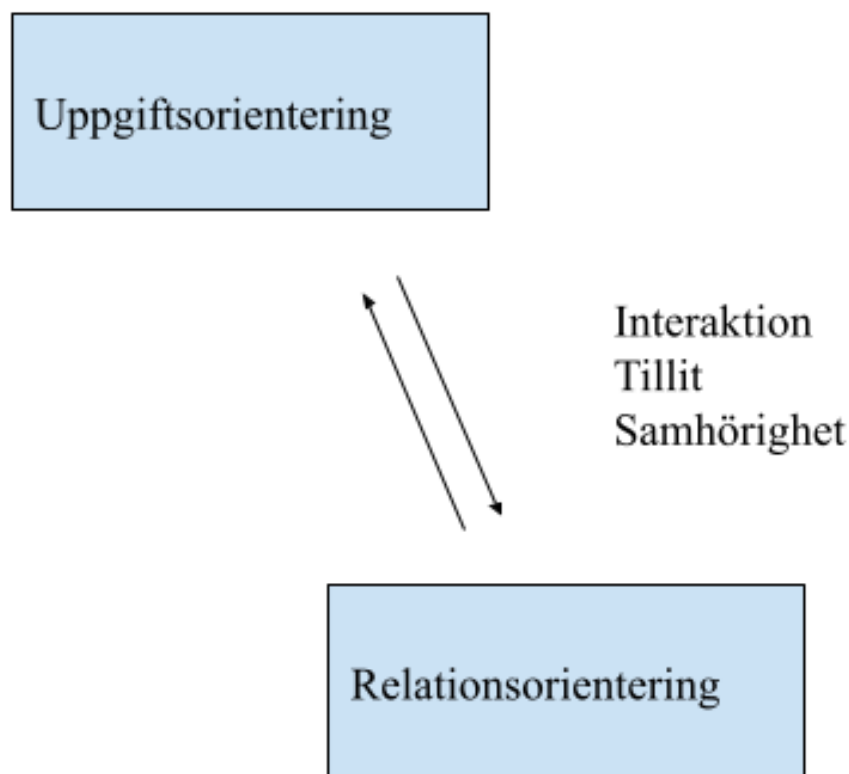 Uppgiftsorientering
Interaktion
Tillit
Samhörighet
Relationsorientering